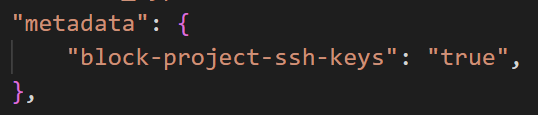 "metadata": {
"block-project-ssh-keys": "true",
},